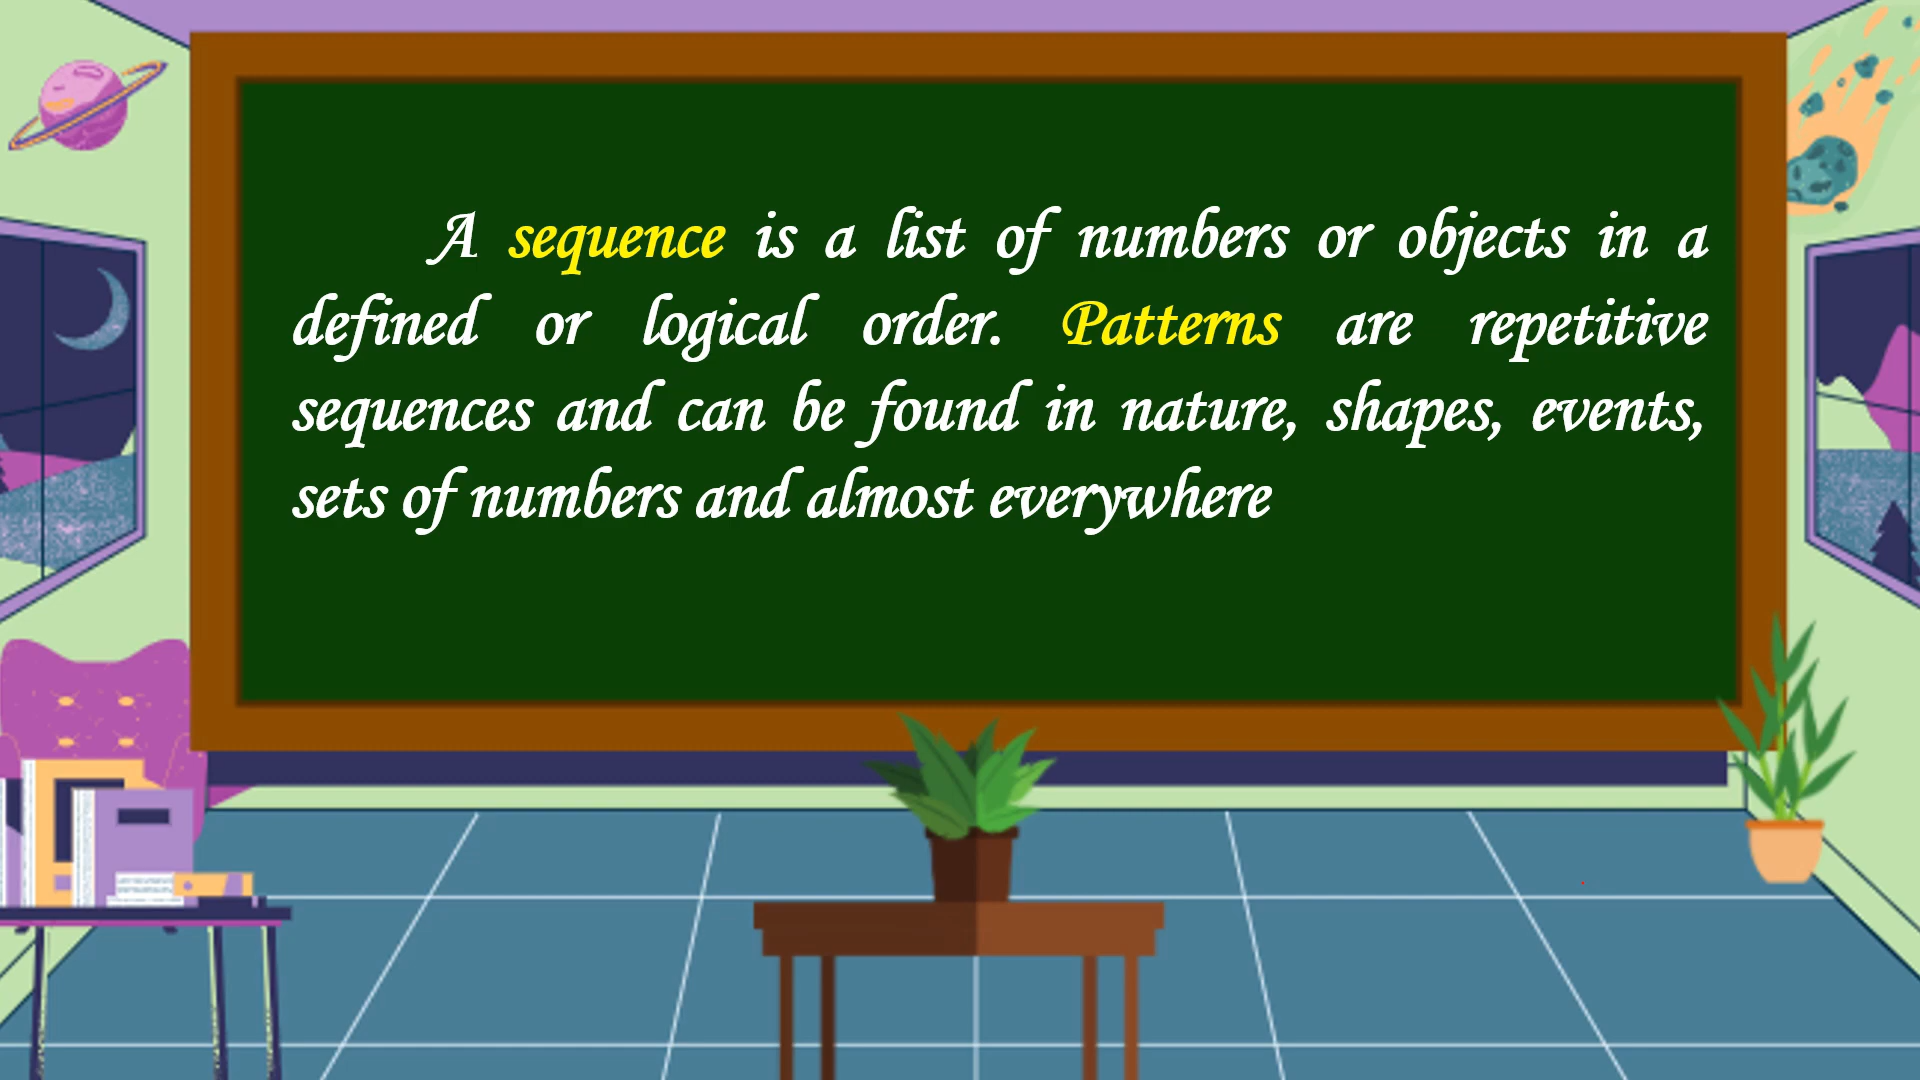 A sequence is a list of numbers or objects in a
defined or logical order. Patterns are repetitive
sequences and can be found in nature, shapes, events,
sets of numbers and almost everywhere